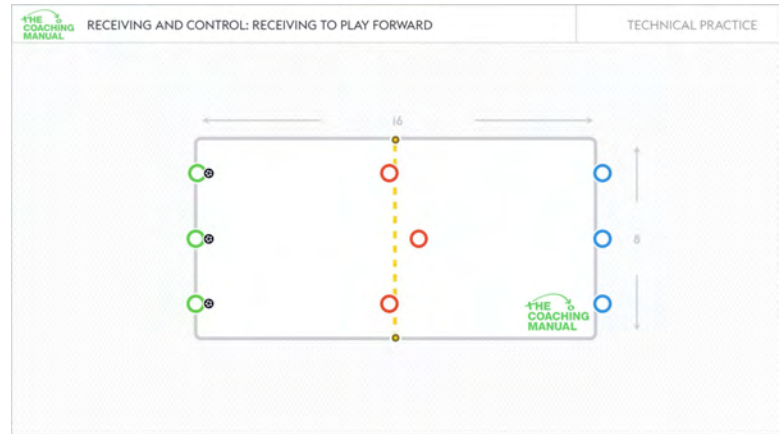 THE
COACHING
MANUAL
RECEIVING AND CONTROL: RECEIVING TO PLAY FORWARD
TECHNICAL PRACTICE
16
8
THE
COACHING
MANUAL